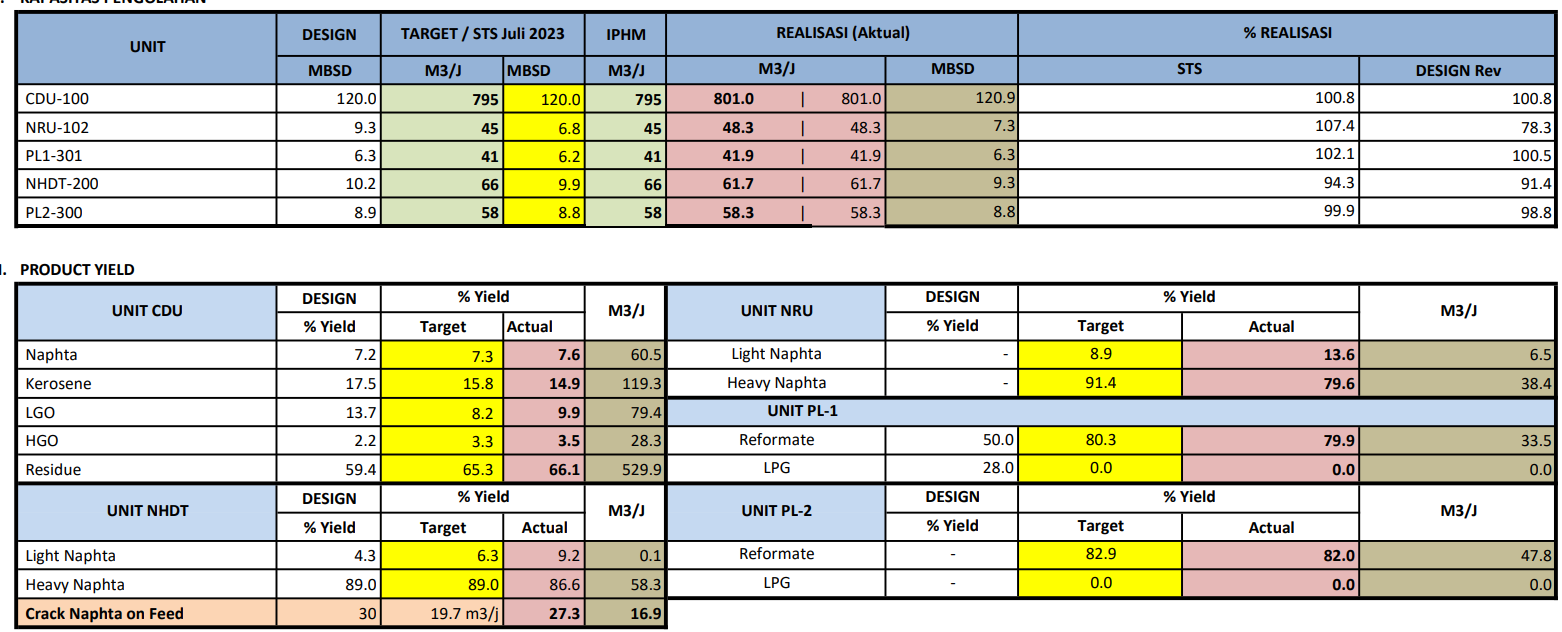 KAPASITAS PENGOLAHAN
UNIT DESIGN TARGET / STS Juli 2023 IPHM REALISASI (Aktual) % REALISASI
MBSD M3/J MBSD M3/J M3/J MBSD STS DESIGN Rev
CDU-100 120.0 795 120.0 795 801.0 | 801.0 120.9 100.8 100.8
NRU-102 9.3 45 6.8 45 48.3 | 48.3 7.3 107.4 78.3
PL1-301 6.3 41 6.2 41 41.9 | 41.9 6.3 102.1 100.5
NHDT-200 10.2 66 9.9 66 61.7 | 61.7 9.3 94.3 91.4
PL2-300 8.9 58 8.8 58 58.3 | 58.3 8.8 99.9 98.8
I. PRODUCT YIELD
UNIT CDU DESIGN % Yield M3/J UNIT NRU DESIGN % Yield M3/J
% Yield Target Actual % Yield Target Actual
Naphta 7.2 7.3 7.6 60.5 Light Naphta - 8.9 13.6 6.5
Kerosene 17.5 15.8 14.9 119.3 Heavy Naphta - 91.4 79.6 38.4
LGO 13.7 8.2 9.9 79.4 UNIT PL-1
HGO 2.2 3.3 3.5 28.3 Reformate 50.0 80.3 79.9 33.5
Residue 59.4 65.3 66.1 529.9 LPG 28.0 0.0 0.0 0.0
UNIT NHDT DESIGN % Yield M3/J UNIT PL-2 DESIGN % Yield M3/J
% Yield Target Actual % Yield Target Actual
Light Naphta 4.3 6.3 9.2 0.1 Reformate - 82.9 82.0 47.8
Heavy Naphta 89.0 89.0 86.6 58.3 LPG - 0.0 0.0 0.0
Crack Naphta on Feed 30 19.7 m3/j 27.3 16.9